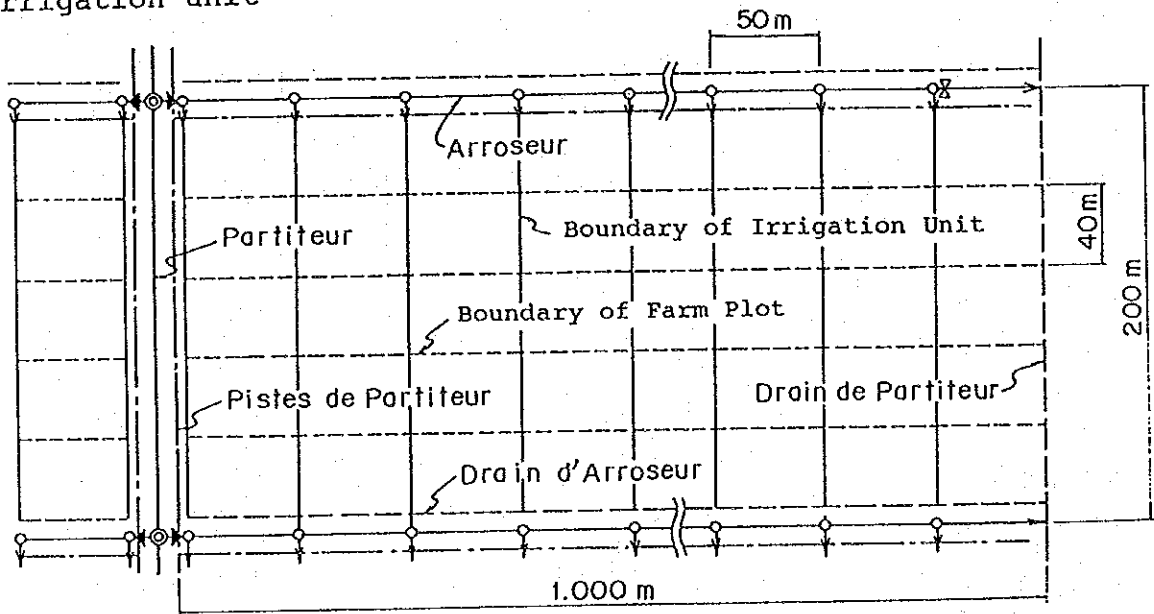 rrigation unit
50m
Arroseur
Boundary of Irrigation Unit
40m
Partiteur
200 m
Boundary of Farm Plot
Pistes de Partiteur
Drain de Partiteur
Drain d'Arroseur
1.000 m